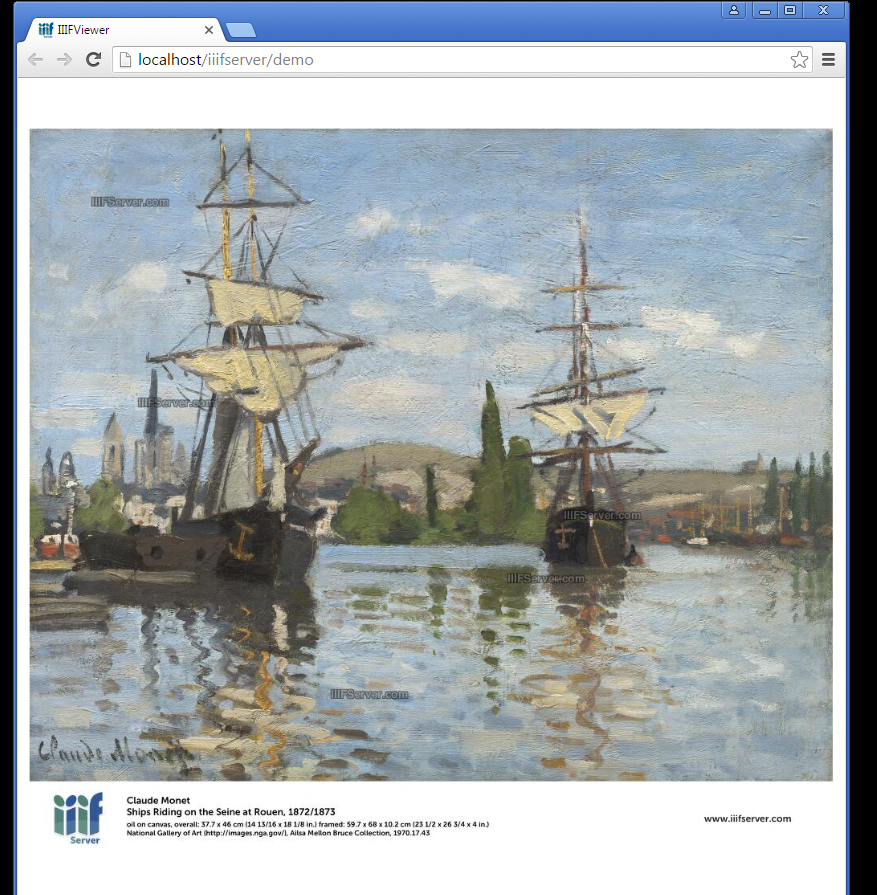 IIIFViewer
localhost/iiifserver/demo
IIIFServer.com
IIIFServer.com
IIIFServer.com
IIIFServer.com
IIIFServer.com
Claude Monet
iiif
Server
Claude Monet
Ships Riding on the Seine at Rouen, 1872/1873
oil on canvas, overall: 37.7 x 46 cm (14 13/16 x 18 1/8 in.) framed: 59.7 x 68 x 10.2 cm (23 1/2 x 26 3/4 x 4 in.)
National Gallery of Art (http://images.nga.gov/), Ailsa Mellon Bruce Collection, 1970.17.43
www.iiifserver.com